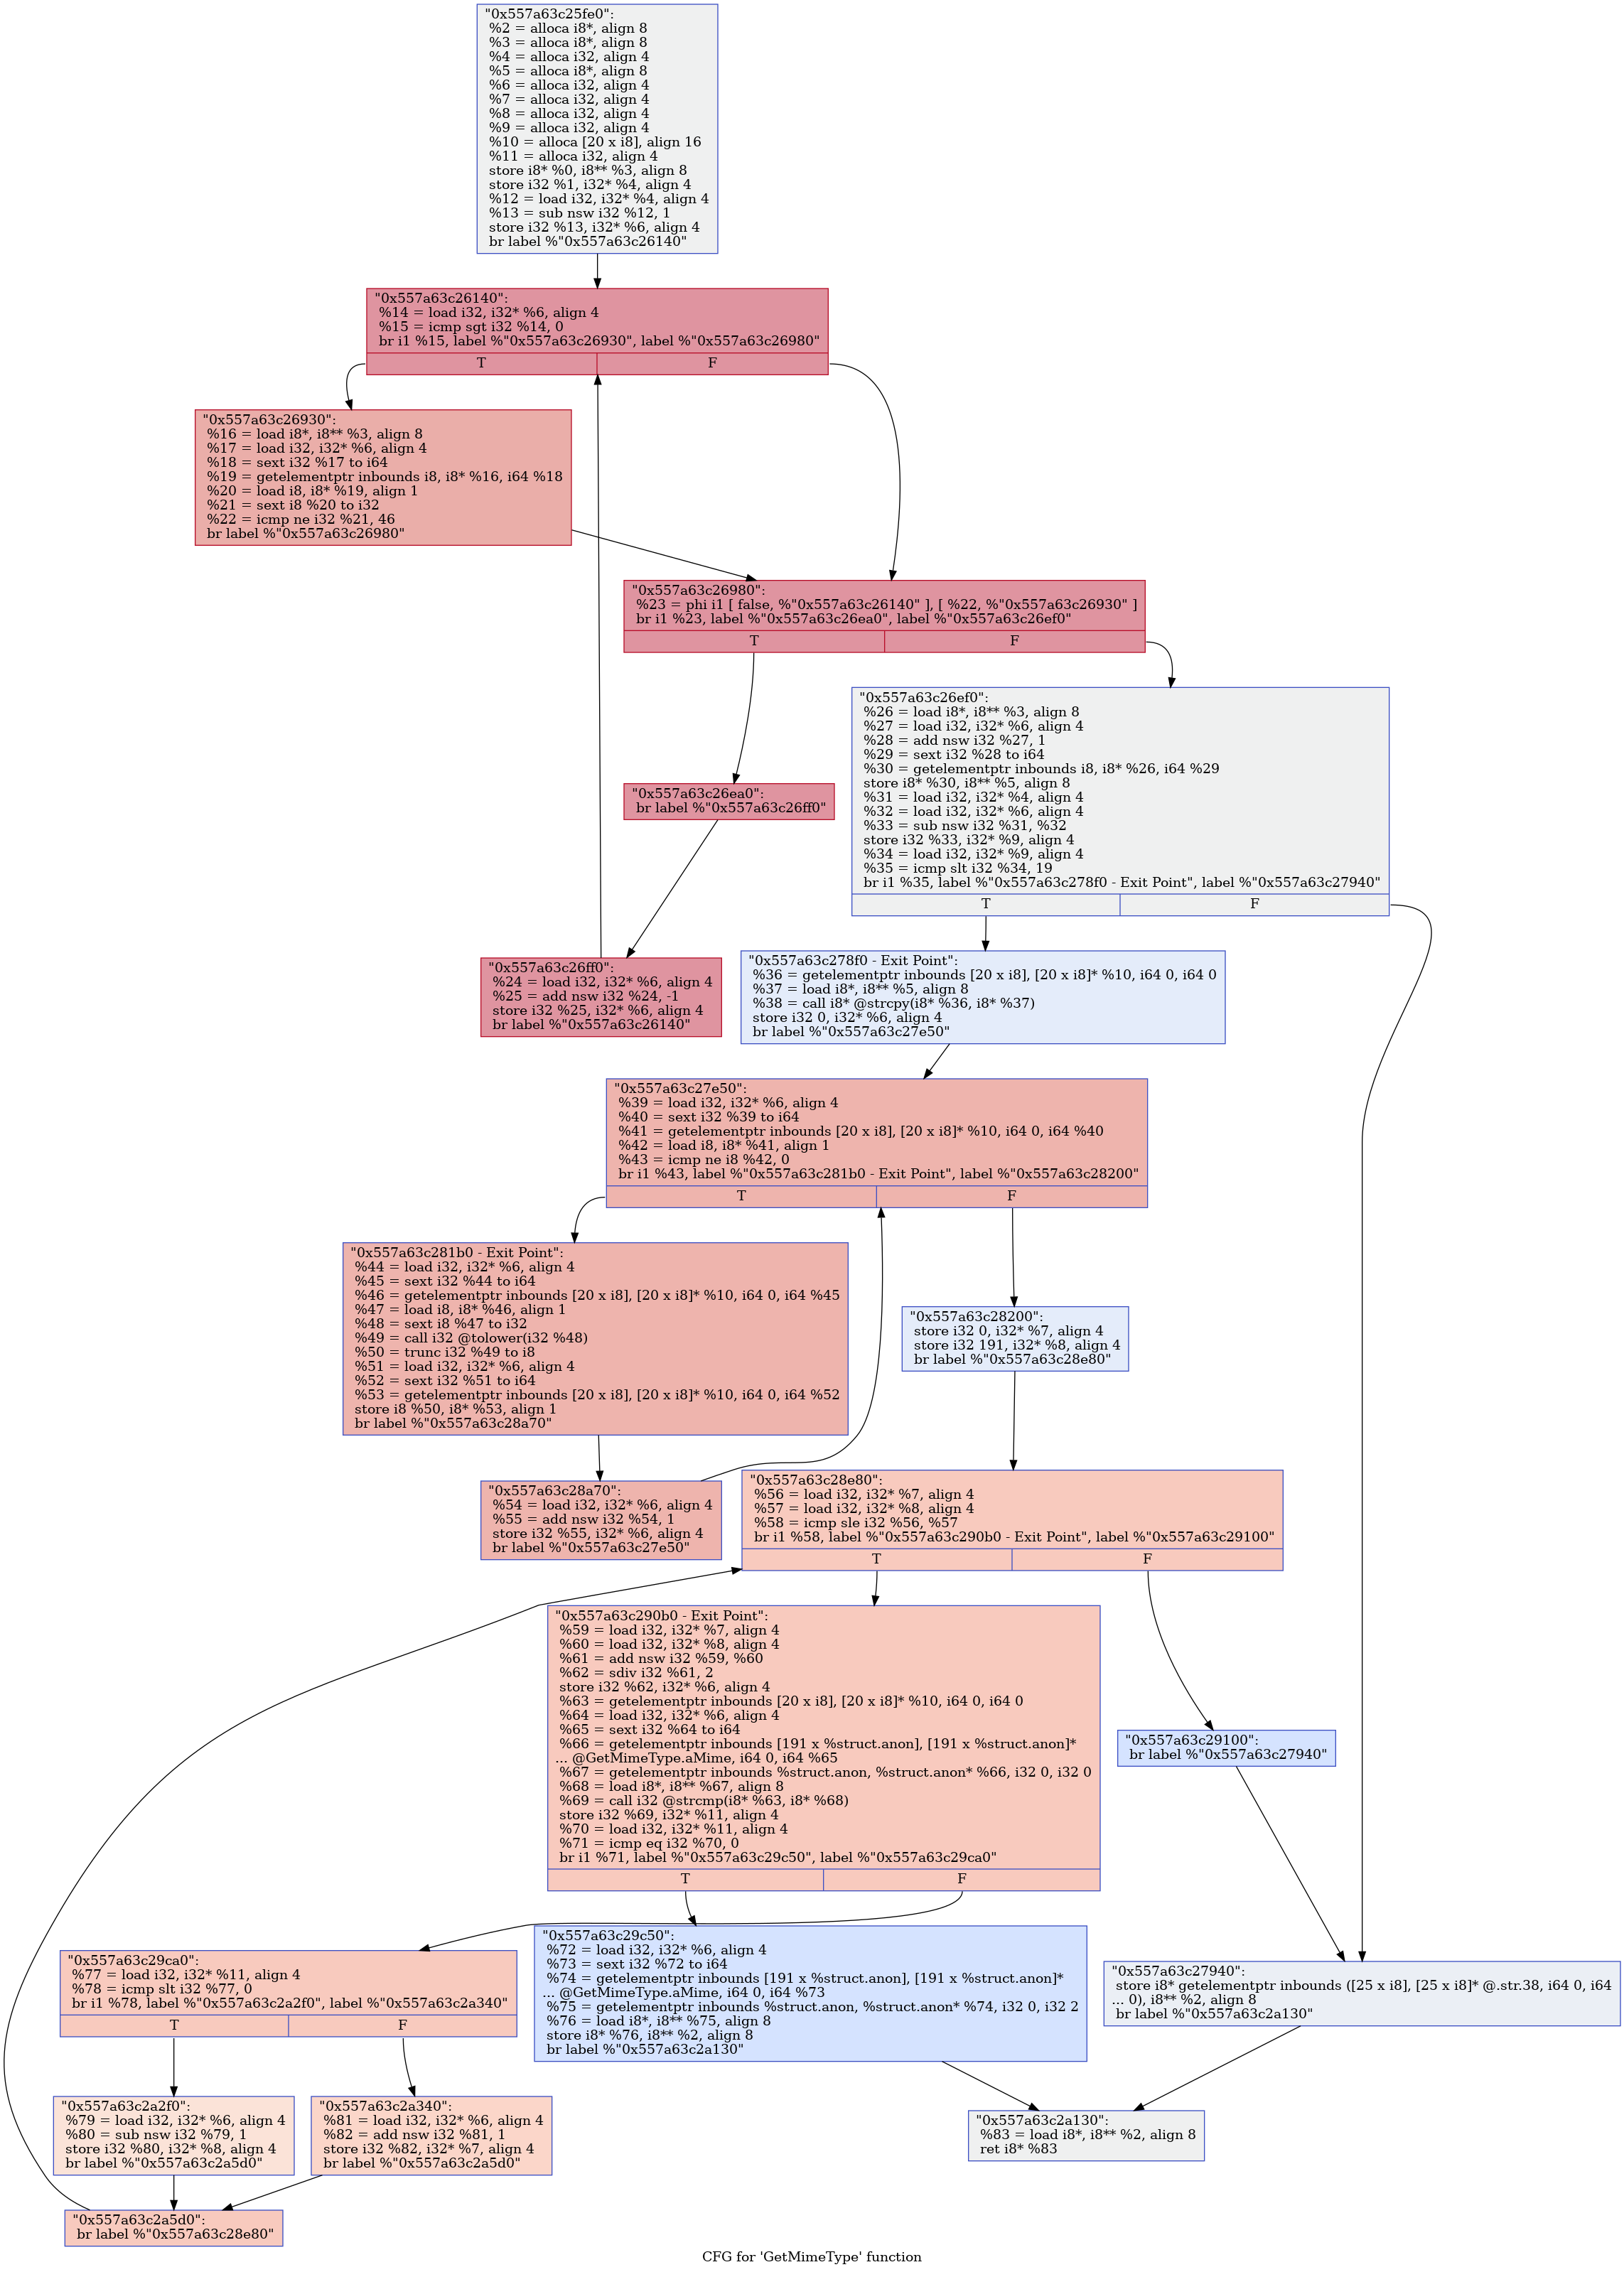 "0x557a63c25fe0":
%2 = alloca i8*, align 8
%3 = alloca i8*, align 8
%4 = alloca i32, align 4
%5 = alloca i8*, align 8
%6 = alloca i32, align 4
%7 = alloca i32, align 4
%8 = alloca i32, align 4
%9 = alloca i32, align 4
%10 = alloca [20 x i8], align 16
%11 = alloca i32, align 4
store i8* %0, i8** %3, align 8
store i32 %1, i32* %4, align 4
%12 = load i32, i32* %4, align 4
%13 = sub nsw i32 %12, 1
store i32 %13, i32* %6, align 4
br label %"0x557a63c26140"
"0x557a63c26140":
%14 = load i32, i32* %6, align 4
%15 = icmp sgt i32 %14, 0
br i1 %15, label %"0x557a63c26930", label %"0x557a63c26980"
T F
"0x557a63c26930":
%16 = load i8*, i8** %3, align 8
%17 = load i32, i32* %6, align 4
%18 = sext i32 %17 to i64
%19 = getelementptr inbounds i8, i8* %16, i64 %18
%20 = load i8, i8* %19, align 1
%21 = sext i8 %20 to i32
%22 = icmp ne i32 %21, 46
br label %"0x557a63c26980"
"0x557a63c26980":
%23 = phi i1 [ false, %"0x557a63c26140" ], [ %22, %"0x557a63c26930" ]
br i1 %23, label %"0x557a63c26ea0", label %"0x557a63c26ef0"
T F
"0x557a63c26ef0":
%26 = load i8*, i8** %3, align 8
%27 = load i32, i32* %6, align 4
%28 = add nsw i32 %27, 1
%29 = sext i32 %28 to i64
%30 = getelementptr inbounds i8, i8* %26, i64 %29
store i8* %30, i8** %5, align 8
%31 = load i32, i32* %4, align 4
%32 = load i32, i32* %6, align 4
%33 = sub nsw i32 %31, %32
store i32 %33, i32* %9, align 4
%34 = load i32, i32* %9, align 4
%35 = icmp slt i32 %34, 19
br i1 %35, label %"0x557a63c278f0 - Exit Point", label %"0x557a63c27940"
T F
"0x557a63c26ea0":
br label %"0x557a63c26ff0"
"0x557a63c26ff0":
%24 = load i32, i32* %6, align 4
%25 = add nsw i32 %24, -1
store i32 %25, i32* %6, align 4
br label %"0x557a63c26140"
"0x557a63c278f0 - Exit Point":
%36 = getelementptr inbounds [20 x i8], [20 x i8]* %10, i64 0, i64 0
%37 = load i8*, i8** %5, align 8
%38 = call i8* @strcpy(i8* %36, i8* %37)
store i32 0, i32* %6, align 4
br label %"0x557a63c27e50"
"0x557a63c27e50":
%39 = load i32, i32* %6, align 4
%40 = sext i32 %39 to i64
%41 = getelementptr inbounds [20 x i8], [20 x i8]* %10, i64 0, i64 %40
%42 = load i8, i8* %41, align 1
%43 = icmp ne i8 %42, 0
br i1 %43, label %"0x557a63c281b0 - Exit Point", label %"0x557a63c28200"
T F
"0x557a63c281b0 - Exit Point":
%44 = load i32, i32* %6, align 4
%45 = sext i32 %44 to i64
%46 = getelementptr inbounds [20 x i8], [20 x i8]* %10, i64 0, i64 %45
%47 = load i8, i8* %46, align 1
%48 = sext i8 %47 to i32
%49 = call i32 @tolower(i32 %48)
%50 = trunc i32 %49 to i8
%51 = load i32, i32* %6, align 4
%52 = sext i32 %51 to i64
%53 = getelementptr inbounds [20 x i8], [20 x i8]* %10, i64 0, i64 %52
store i8 %50, i8* %53, align 1
br label %"0x557a63c28a70"
"0x557a63c28200":
store i32 0, i32* %7, align 4
store i32 191, i32* %8, align 4
br label %"0x557a63c28e80"
"0x557a63c28a70":
%54 = load i32, i32* %6, align 4
%55 = add nsw i32 %54, 1
store i32 %55, i32* %6, align 4
br label %"0x557a63c27e50"
"0x557a63c28e80":
%56 = load i32, i32* %7, align 4
%57 = load i32, i32* %8, align 4
%58 = icmp sle i32 %56, %57
br i1 %58, label %"0x557a63c290b0 - Exit Point", label %"0x557a63c29100"
T F
"0x557a63c290b0 - Exit Point":
%59 = load i32, i32* %7, align 4
%60 = load i32, i32* %8, align 4
%61 = add nsw i32 %59, %60
%62 = sdiv i32 %61, 2
store i32 %62, i32* %6, align 4
%63 = getelementptr inbounds [20 x i8], [20 x i8]* %10, i64 0, i64 0
%64 = load i32, i32* %6, align 4
%65 = sext i32 %64 to i64
%66 = getelementptr inbounds [191 x %struct.anon], [191 x %struct.anon]*
... @GetMimeType.aMime, i64 0, i64 %65
%67 = getelementptr inbounds %struct.anon, %struct.anon* %66, i32 0, i32 0
%68 = load i8*, i8** %67, align 8
%69 = call i32 @strcmp(i8* %63, i8* %68)
store i32 %69, i32* %11, align 4
%70 = load i32, i32* %11, align 4
%71 = icmp eq i32 %70, 0
br i1 %71, label %"0x557a63c29c50", label %"0x557a63c29ca0"
T F
"0x557a63c29100":
br label %"0x557a63c27940"
"0x557a63c29ca0":
%77 = load i32, i32* %11, align 4
%78 = icmp slt i32 %77, 0
br i1 %78, label %"0x557a63c2a2f0", label %"0x557a63c2a340"
T F
"0x557a63c29c50":
%72 = load i32, i32* %6, align 4
%73 = sext i32 %72 to i64
%74 = getelementptr inbounds [191 x %struct.anon], [191 x %struct.anon]*
... @GetMimeType.aMime, i64 0, i64 %73
%75 = getelementptr inbounds %struct.anon, %struct.anon* %74, i32 0, i32 2
%76 = load i8*, i8** %75, align 8
store i8* %76, i8** %2, align 8
br label %"0x557a63c2a130"
"0x557a63c27940":
store i8* getelementptr inbounds ([25 x i8], [25 x i8]* @.str.38, i64 0, i64
... 0), i8** %2, align 8
br label %"0x557a63c2a130"
"0x557a63c2a2f0":
%79 = load i32, i32* %6, align 4
%80 = sub nsw i32 %79, 1
store i32 %80, i32* %8, align 4
br label %"0x557a63c2a5d0"
"0x557a63c2a340":
%81 = load i32, i32* %6, align 4
%82 = add nsw i32 %81, 1
store i32 %82, i32* %7, align 4
br label %"0x557a63c2a5d0"
"0x557a63c2a130":
%83 = load i8*, i8** %2, align 8
ret i8* %83
"0x557a63c2a5d0":
br label %"0x557a63c28e80"
CFG for 'GetMimeType' function